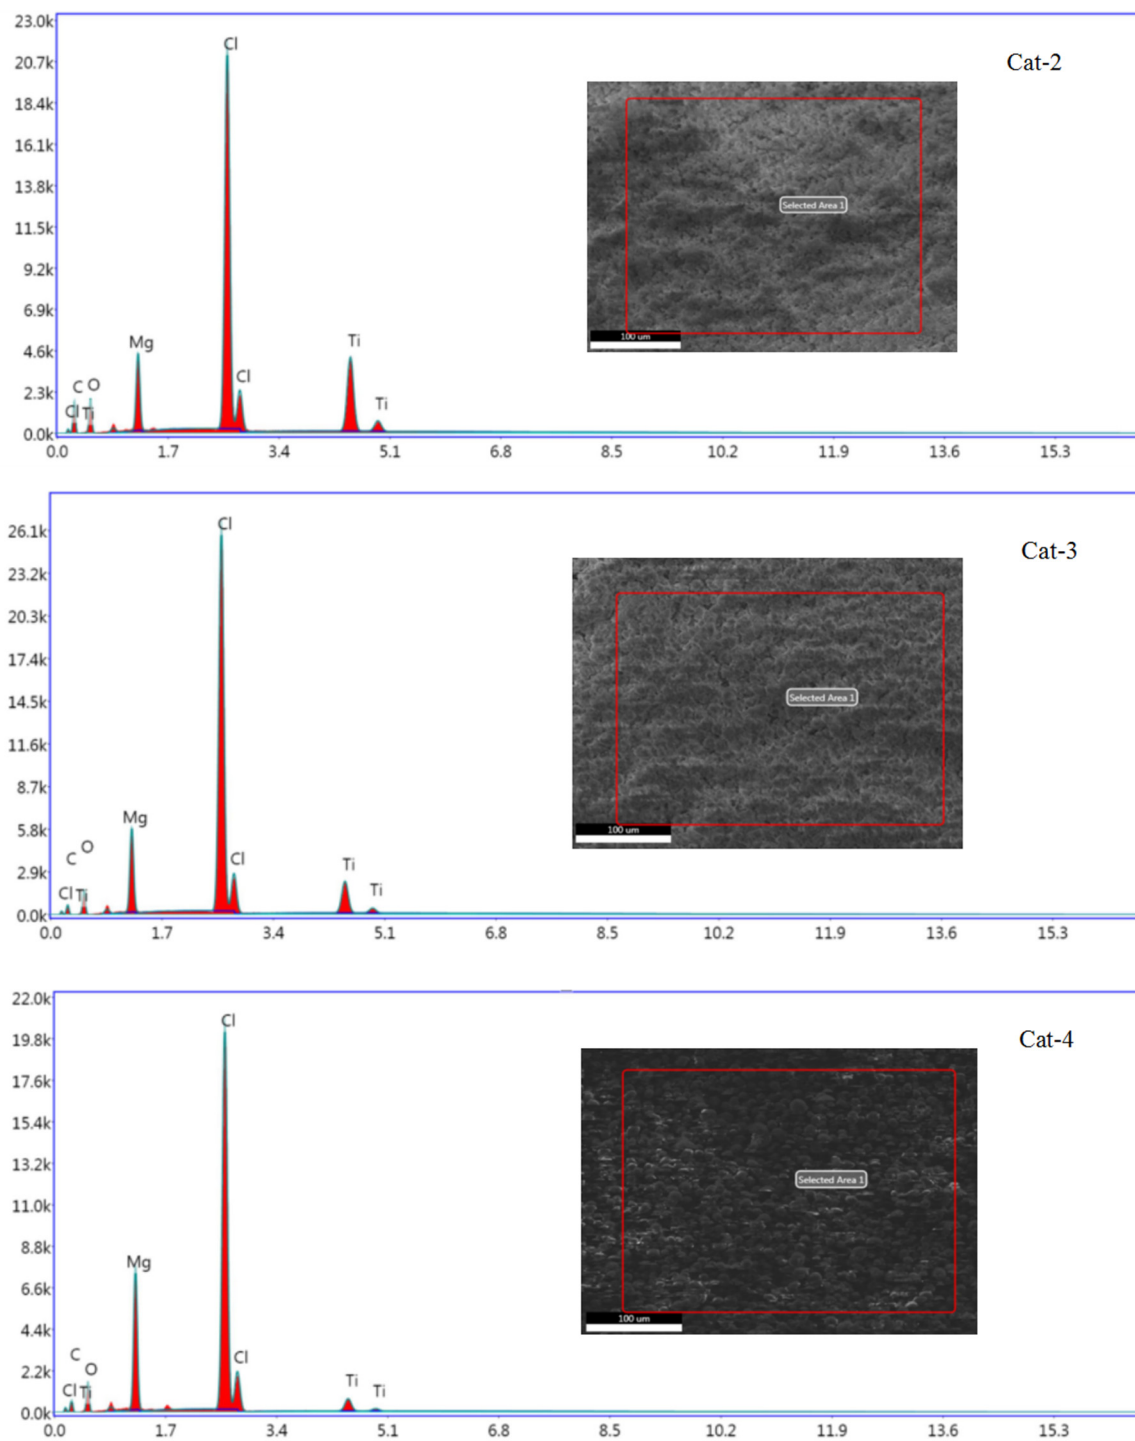 23.0k
Cl
20.7k
Cat-2
18.4k
16.1k
13.8k
Selected Area 1
11.5k
9.2k
6.9k
100 um
Mg
Ti
4.6k
C O
Cl
Ti
2.3k
Cl Ti
0.0k
0.0 1.7 3.4 5.1 6.8 8.5 10.2 11.9 13.6 15.3
Cl
26.1k
Cat-3
23.2k
20.3k
17.4k
Selected Area 1
14.5k
11.6k
8.7k
100 um
Mg
5.8k
C O
Cl
Ti
2.9k
Cl Ti
Ti
0.0k
0.0 1.7 3.4 5.1 6.8 8.5 10.2 11.9 13.6 15.3
22.0k
Cl
19.8k
Cat-4
17.6k
15.4k
13.2k
Selected Area 1
11.0k
8.8k
Mg
6.6k
100 um
4.4k
C
O
Cl
2.2k
Ti
Cl Ti
Ti
0.0k
0.0 1.7 3.4 5.1 6.8 8.5 10.2 11.9 13.6 15.3